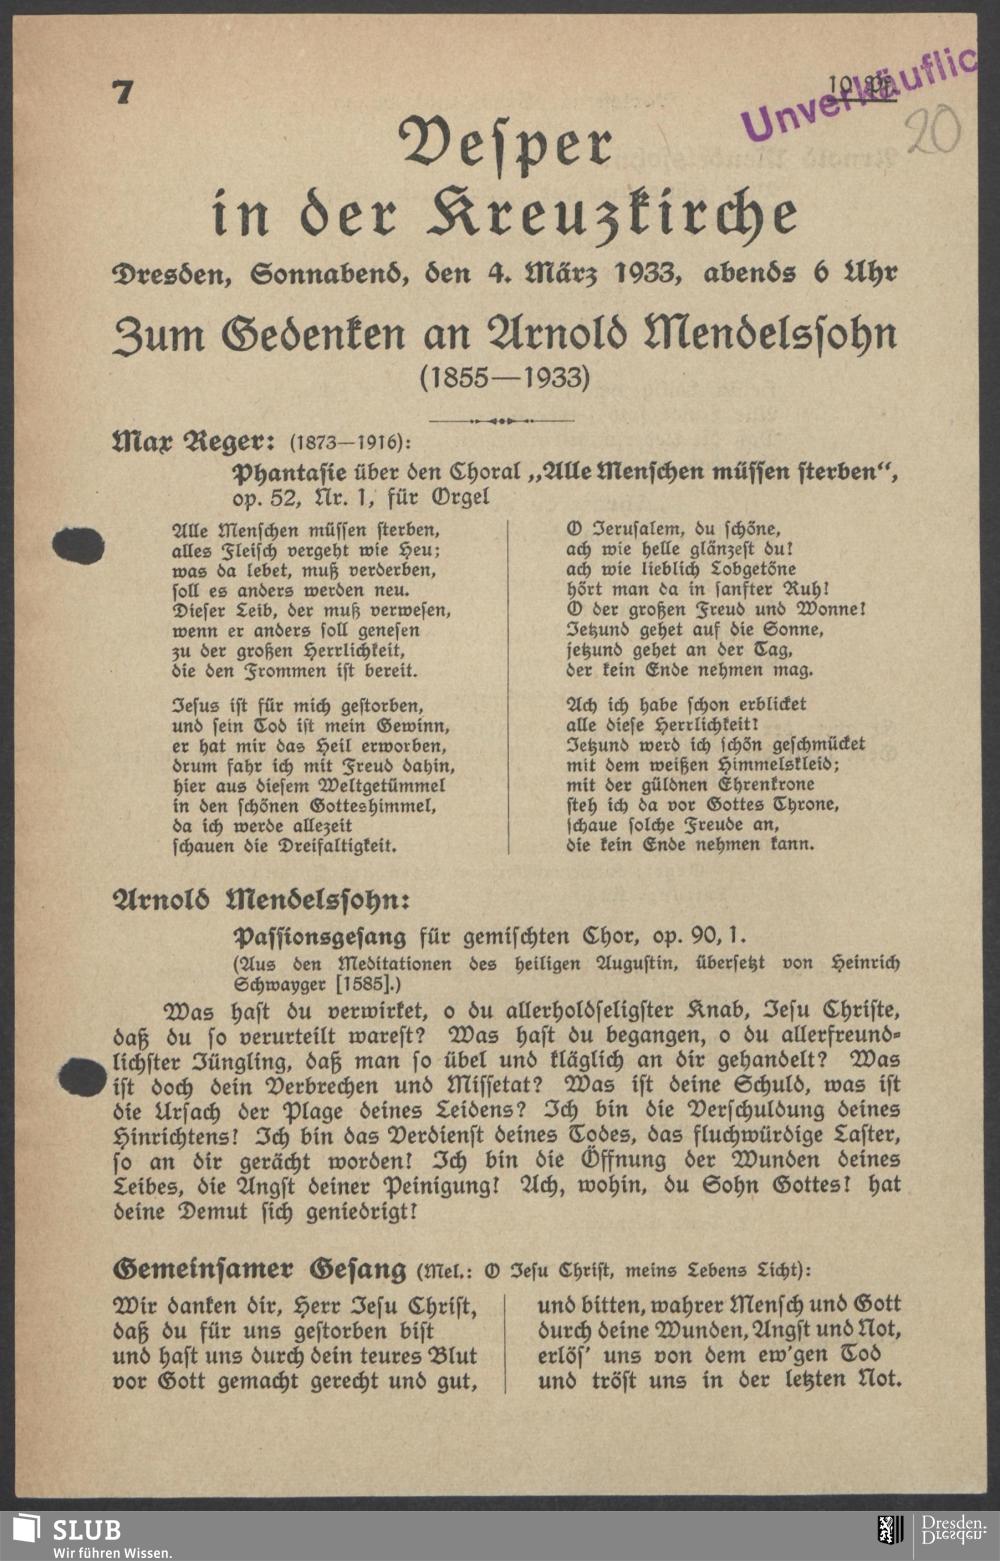 7
10 Pf.
Unverkäuflic
20
Vesper
in der Kreuzkirche
Dresden, Sonnabend, den 4. März 1933, abends 6 Uhr
Zum Gedenken an Arnold Mendelssohn
(1855—1933)
Max Reger: (1873—1916):
Phantasie über den Choral „Alle Menschen müssen sterben“,
op. 52, Nr. 1, für Orgel
Alle Menschen müssen sterben,
alles Fleisch vergeht wie Heu;
was da lebet, muß verderben,
soll es anders werden neu.
Dieser Leib, der muß verwesen,
wenn er anders soll genesen
zu der großen Herrlichkeit,
die den Frommen ist bereit.
Jesus ist für mich gestorben,
und sein Tod ist mein Gewinn,
er hat mir das Heil erworben,
drum fahr ich mit Freud dahin,
hier aus diesem Weltgetümmel
in den schönen Gotteshimmel,
da ich werde allezeit
schauen die Dreifaltigkeit.
O Jerusalem, du schöne,
ach wie helle glänzest du!
ach wie lieblich Lobgetöne
hört man da in sanfter Ruh!
O der großen Freud und Wonne!
Jetzund gehet auf die Sonne,
jetzund gehet an der Tag,
der kein Ende nehmen mag.
Ach ich habe schon erblicket
alle diese Herrlichkeit!
Jetzund werd ich schön geschmücket
mit dem weißen Himmelskleid;
mit der güldnen Ehrenkrone
steh ich da vor Gottes Throne,
schaue solche Freude an,
die kein Ende nehmen kann.
Arnold Mendelssohn:
Passionsgesang für gemischten Chor, op. 90, 1.
(Aus den Meditationen des heiligen Augustin, übersetzt von Heinrich
Schwayger [1585].)
Was hast du verwirket, o du allerholdseligster Knab, Jesu Christe,
daß du so verurteilt warest? Was hast du begangen, o du allerfreund-
lichster Jüngling, daß man so übel und kläglich an dir gehandelt? Was
ist doch dein Verbrechen und Missetat? Was ist deine Schuld, was ist
die Ursach der Plage deines Leidens? Ich bin die Verschuldung deines
Hinrichtens! Ich bin das Verdienst deines Todes, das fluchwürdige Laster,
so an dir gerächt worden! Ich bin die Öffnung der Wunden deines
Leibes, die Angst deiner Peinigung! Ach, wohin, du Sohn Gottes! hat
deine Demut sich geniedrigt!
Gemeinsamer Gesang (Mel.: O Jesu Christ, meins Lebens Licht):
Wir danken dir, Herr Jesu Christ,
daß du für uns gestorben bist
und hast uns durch dein teures Blut
vor Gott gemacht gerecht und gut,
und bitten, wahrer Mensch und Gott
durch deine Wunden, Angst und Not,
erlös' uns von dem ew'gen Tod
und tröst uns in der letzten Not.
SLUB
Wir führen Wissen.
Dresden.
Dresden.